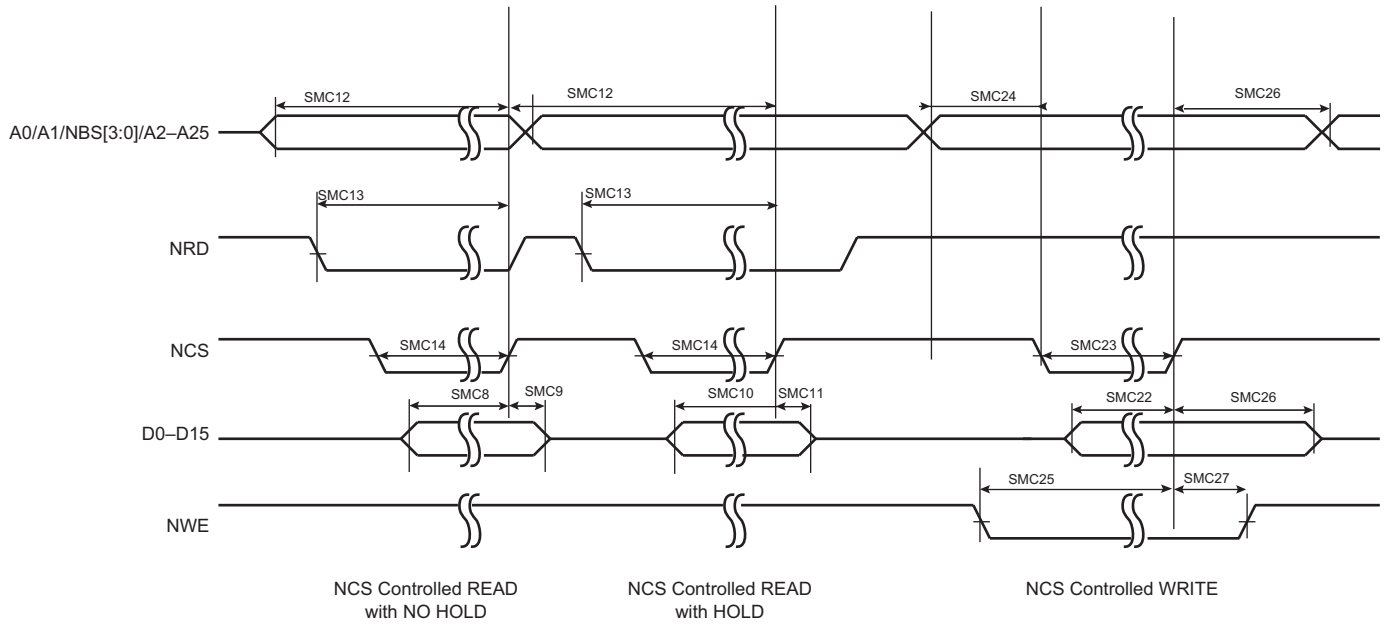 SMC12
SMC12
SMC24
SMC26
A0/A1/NBS[3:0]/A2–A25
SMC13
SMC13
NRD
SMC14
SMC14
SMC23
NCS
SMC8
SMC9
SMC10
SMC11
SMC22
SMC26
D0–D15
SMC25
SMC27
NWE
NCS Controlled READ
with NO HOLD
NCS Controlled READ
with HOLD
NCS Controlled WRITE